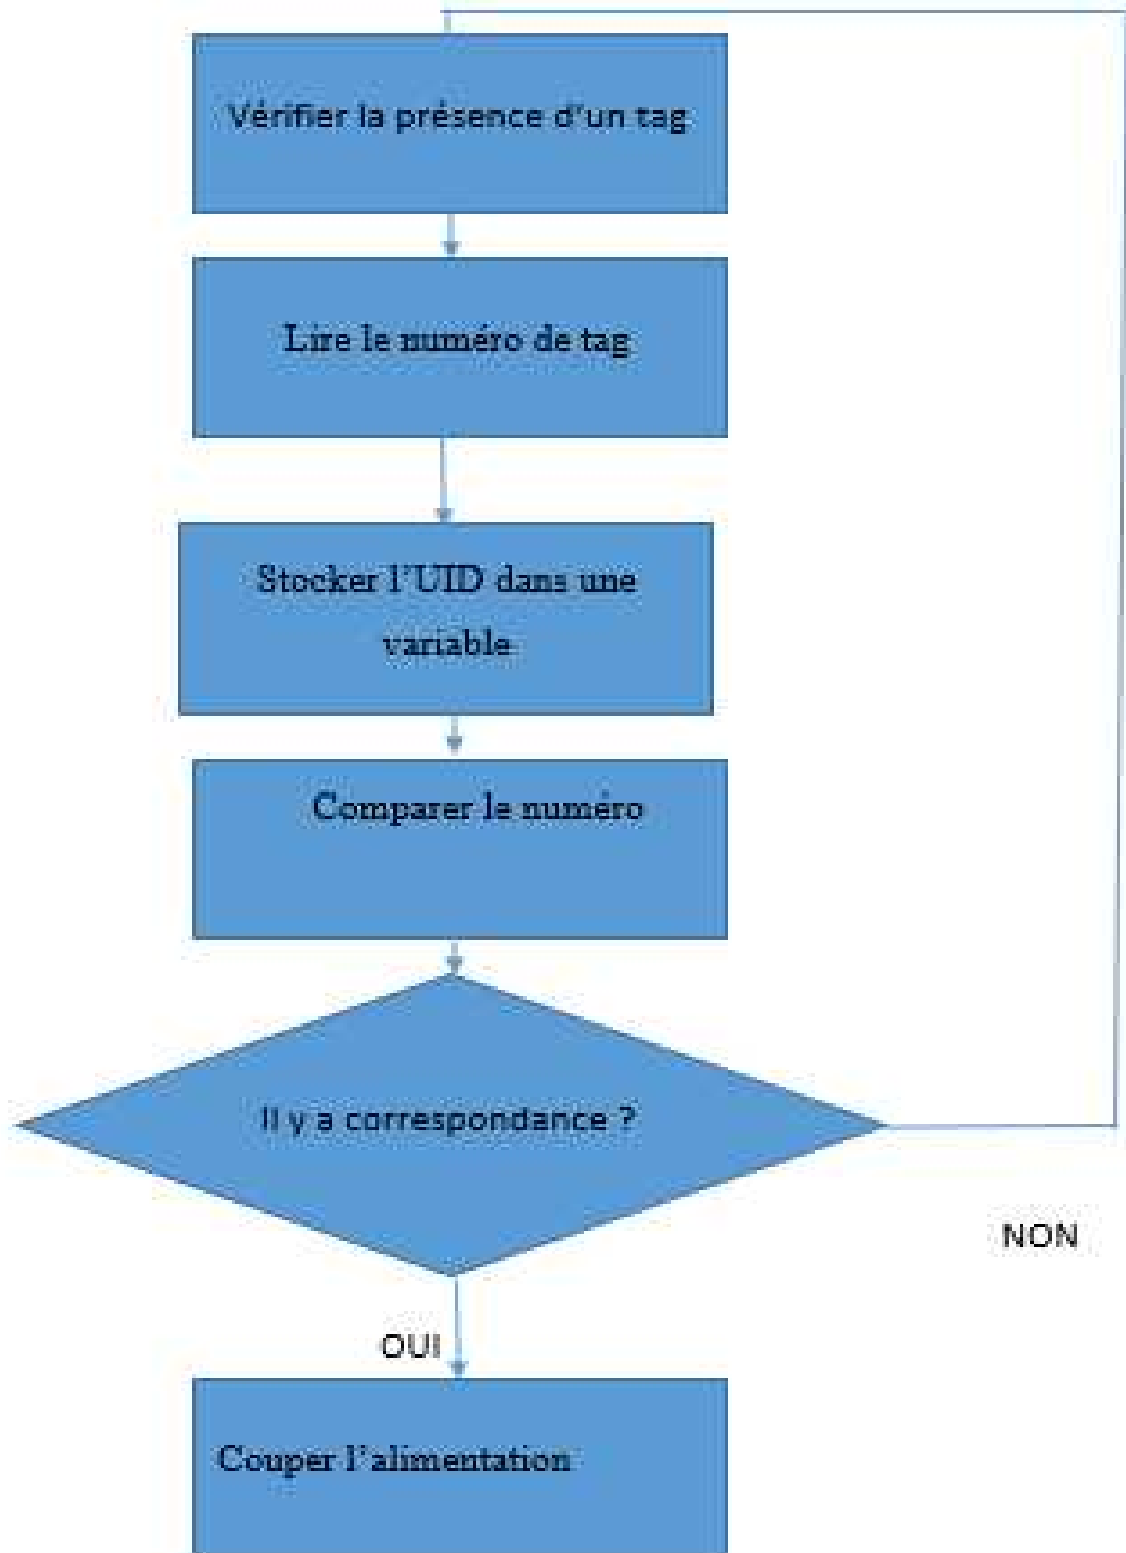 Vérifier la présence d'un tag
Lire le numéro de tag
Stocker l'UID dans une
variable
Comparer le numéro
Il y a correspondance ?
NON
OUI
Couper l'alimentation